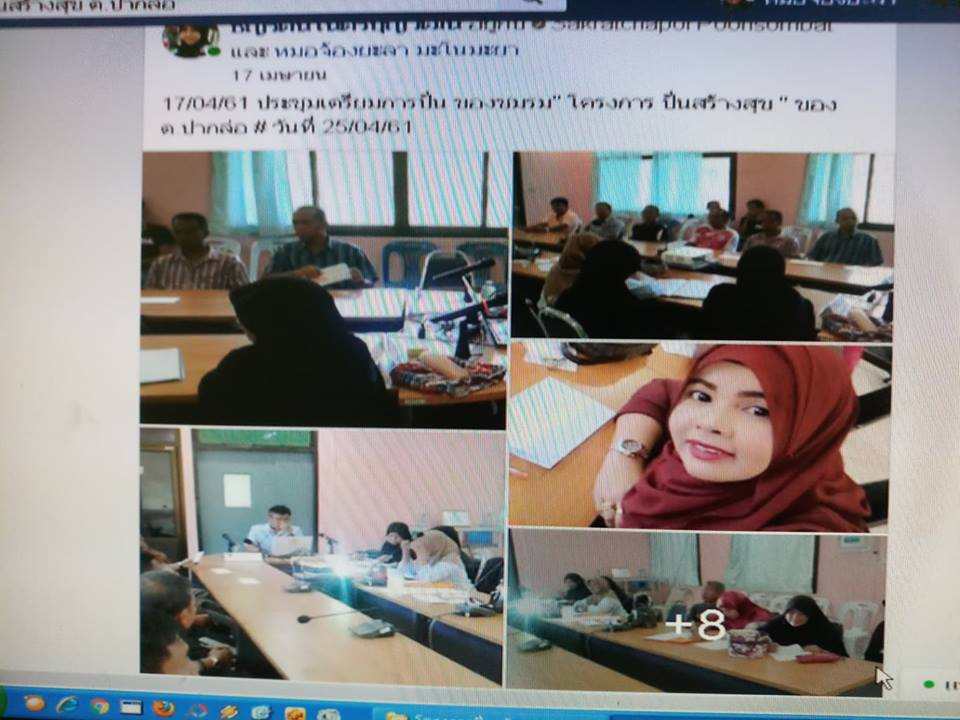 นสร้างสุข ต.ปากล่อ
และ หมอจ้องยะลา มะโนมะยา
17 เมษายน
17/04/61 ประชุมเตรียมการปั่น ของชมรม" โครงการ ปั่นสร้างสุข " ของ
ต.ปากล่อ # วันที่ 25/04/61
+8